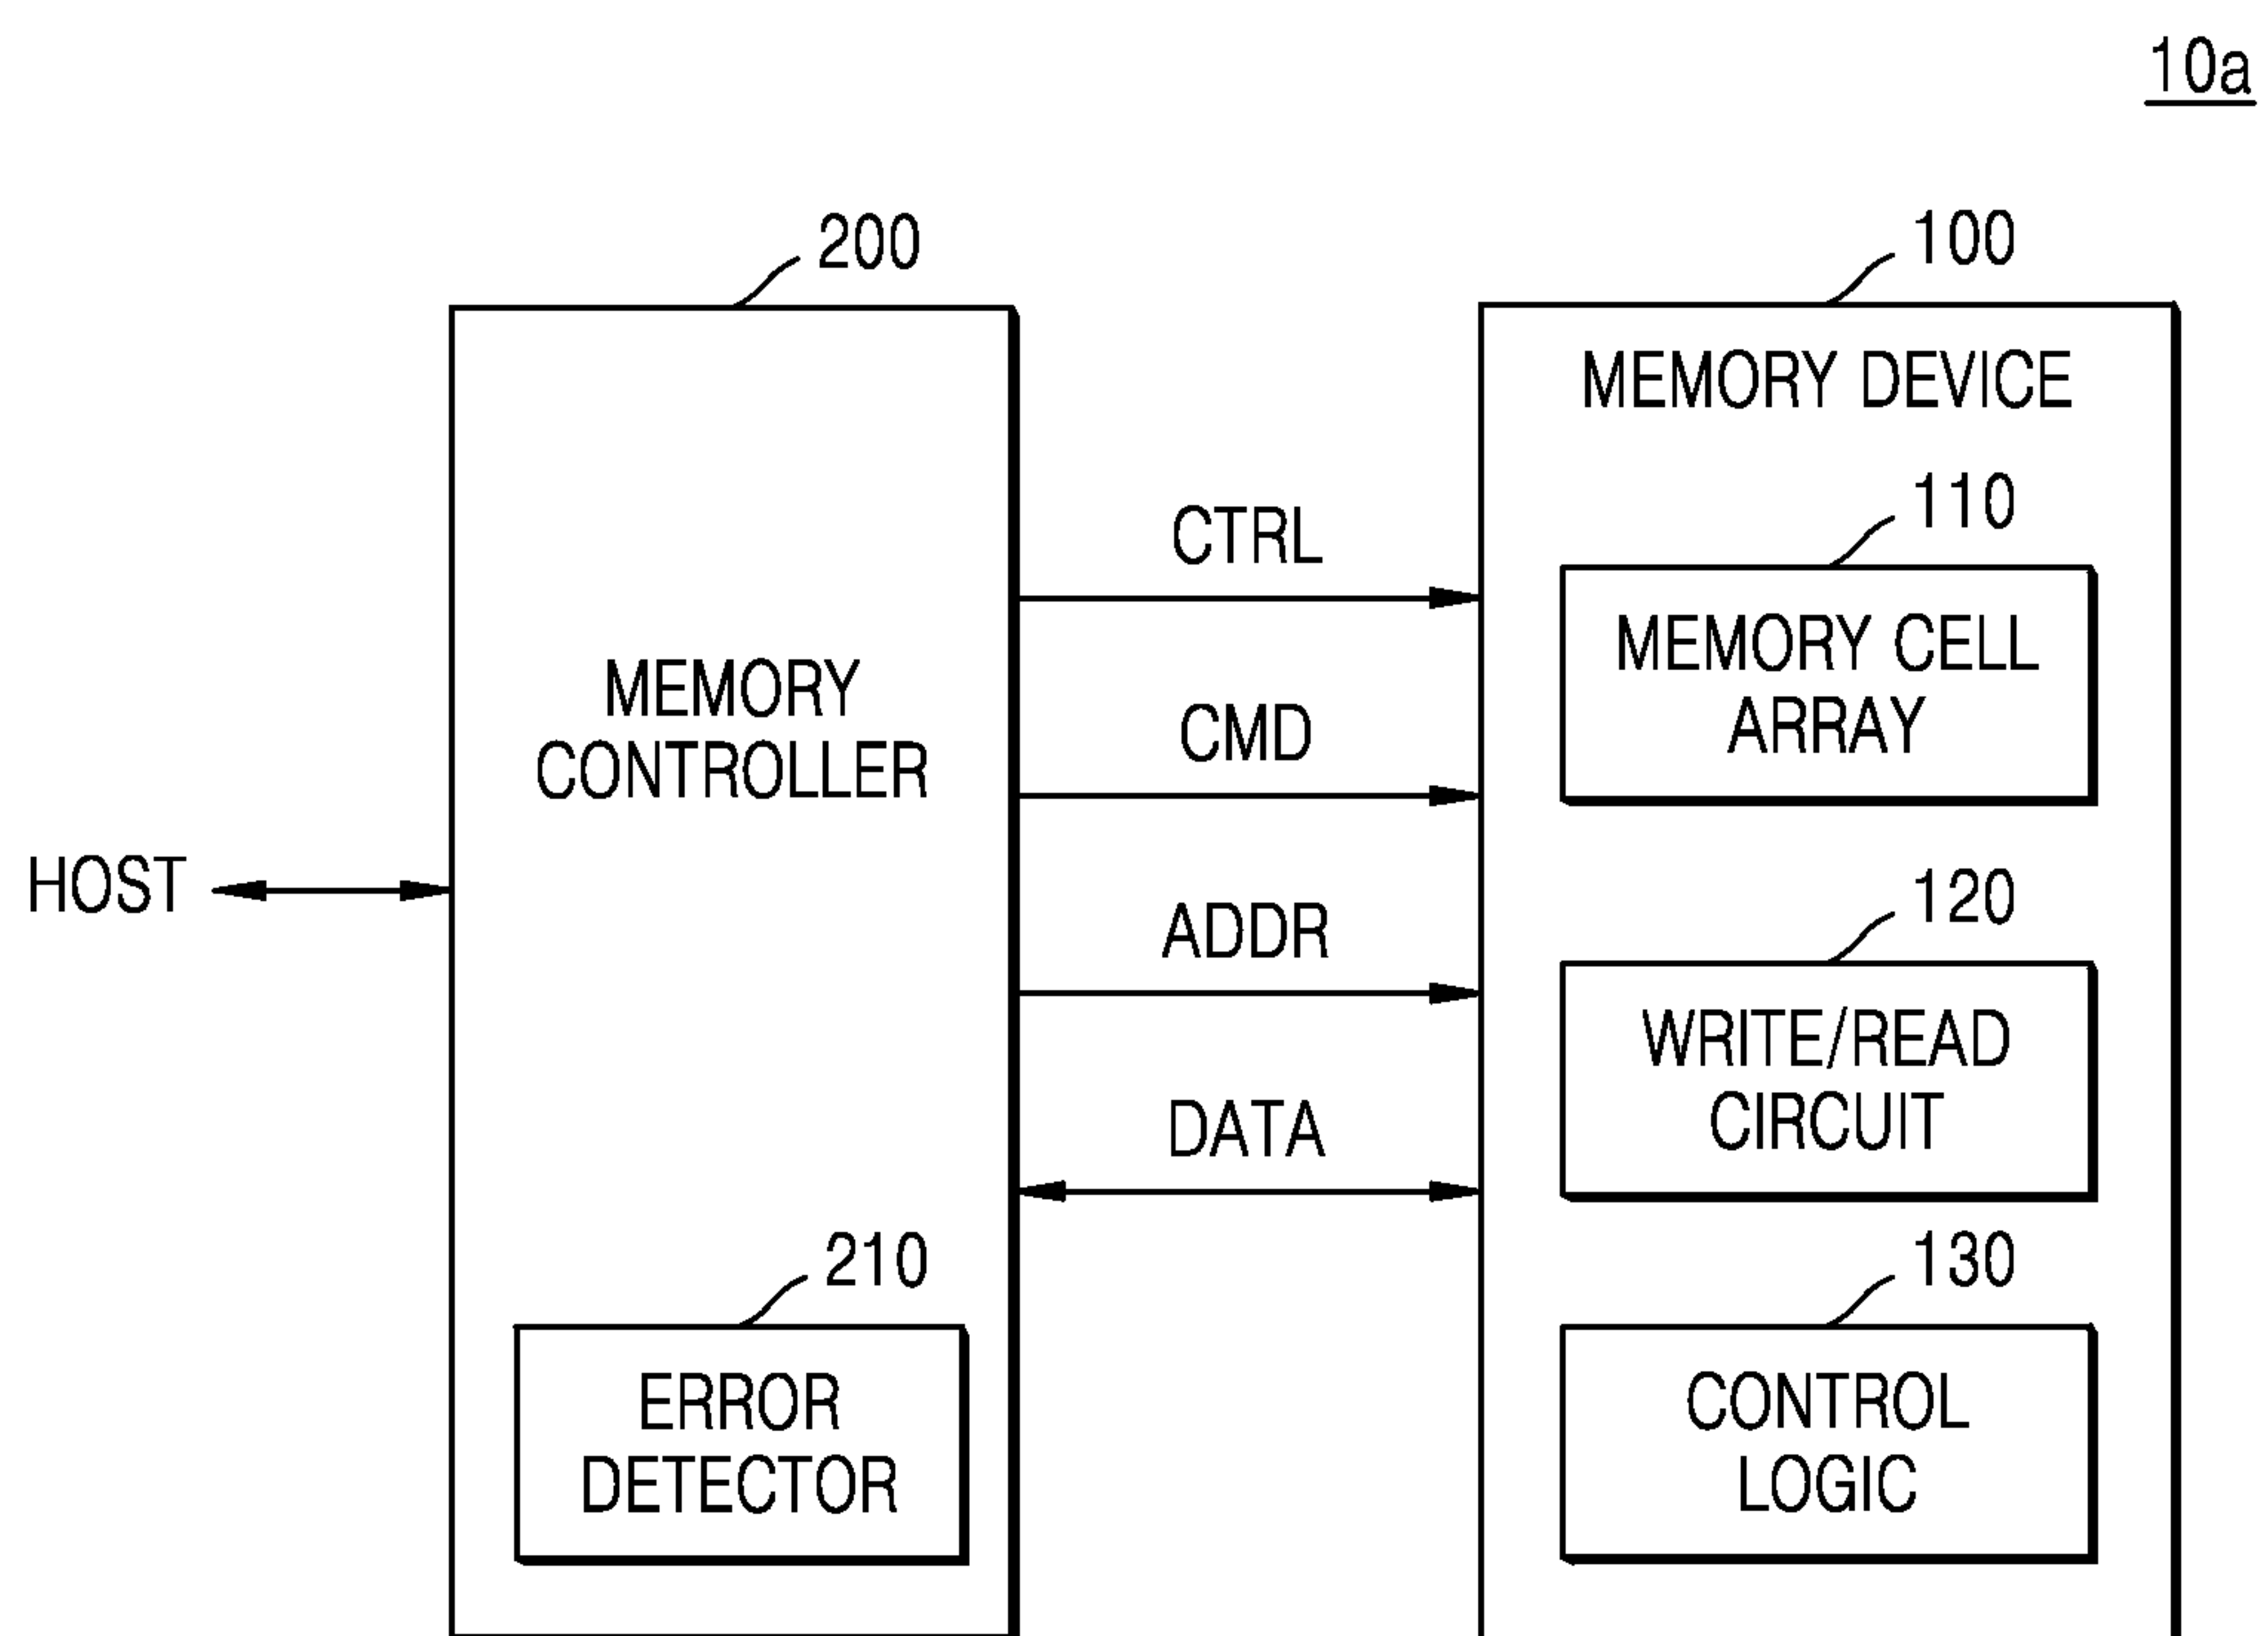 10a
200
100
MEMORY DEVICE
110
CTRL
MEMORY CELL
ARRAY
MEMORY
CONTROLLER
CMD
HOST
ADDR
120
WRITE/READ
CIRCUIT
DATA
210
130
ERROR
DETECTOR
CONTROL
LOGIC